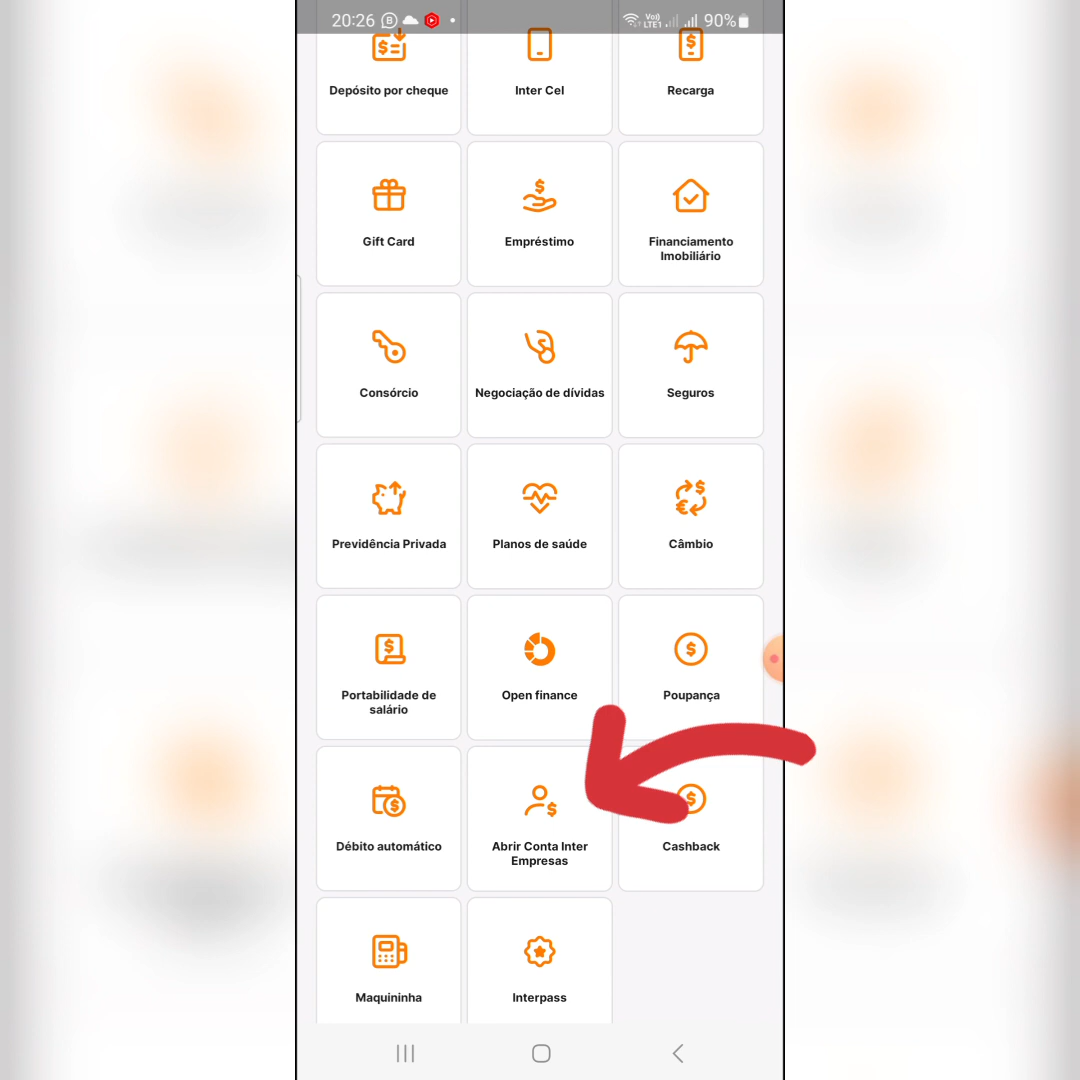 20:26
Vo)) LTE1 90%
Depósito por cheque
Inter Cel
Recarga
Gift Card
Empréstimo
Financiamento
Imobiliário
Consórcio
Negociação de dívidas
Seguros
Previdência Privada
Planos de saúde
Câmbio
Portabilidade de
salário
Open finance
Poupança
Débito automático
Abrir Conta Inter
Empresas
Cashback
Maquininha
Interpass